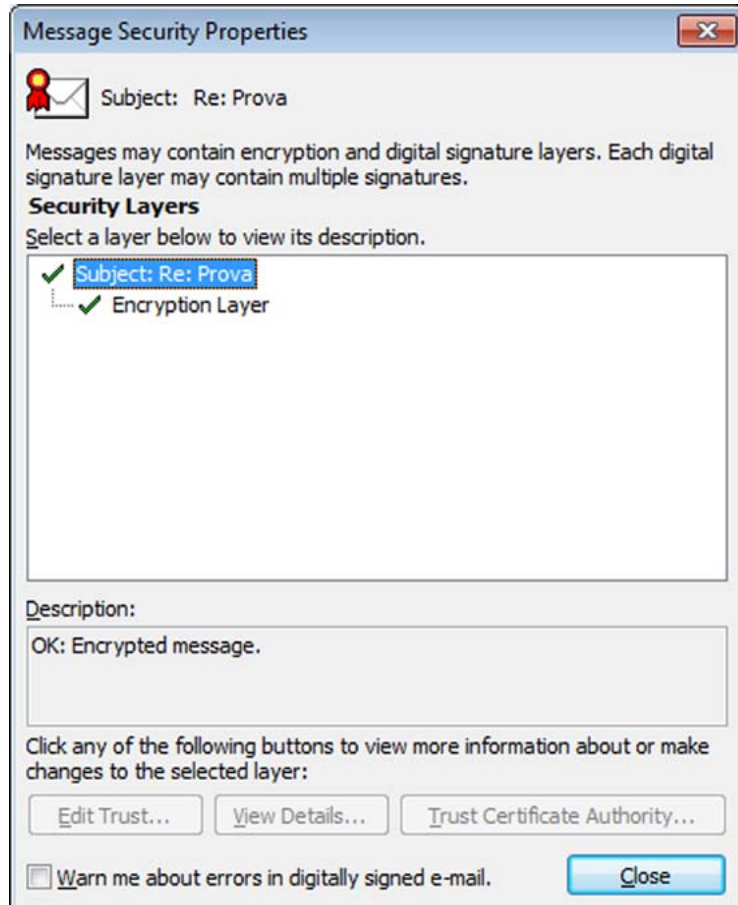 Message Security Properties
Subject: Re: Prova
Messages may contain encryption and digital signature layers. Each digital
signature layer may contain multiple signatures.
Security Layers
Select a layer below to view its description.
Subject: Re: Prova
Encryption Layer
Description:
OK: Encrypted message.
Click any of the following buttons to view more information about or make
changes to the selected layer:
Edit Trust... View Details... Trust Certificate Authority...
Warn me about errors in digitally signed e-mail. Close